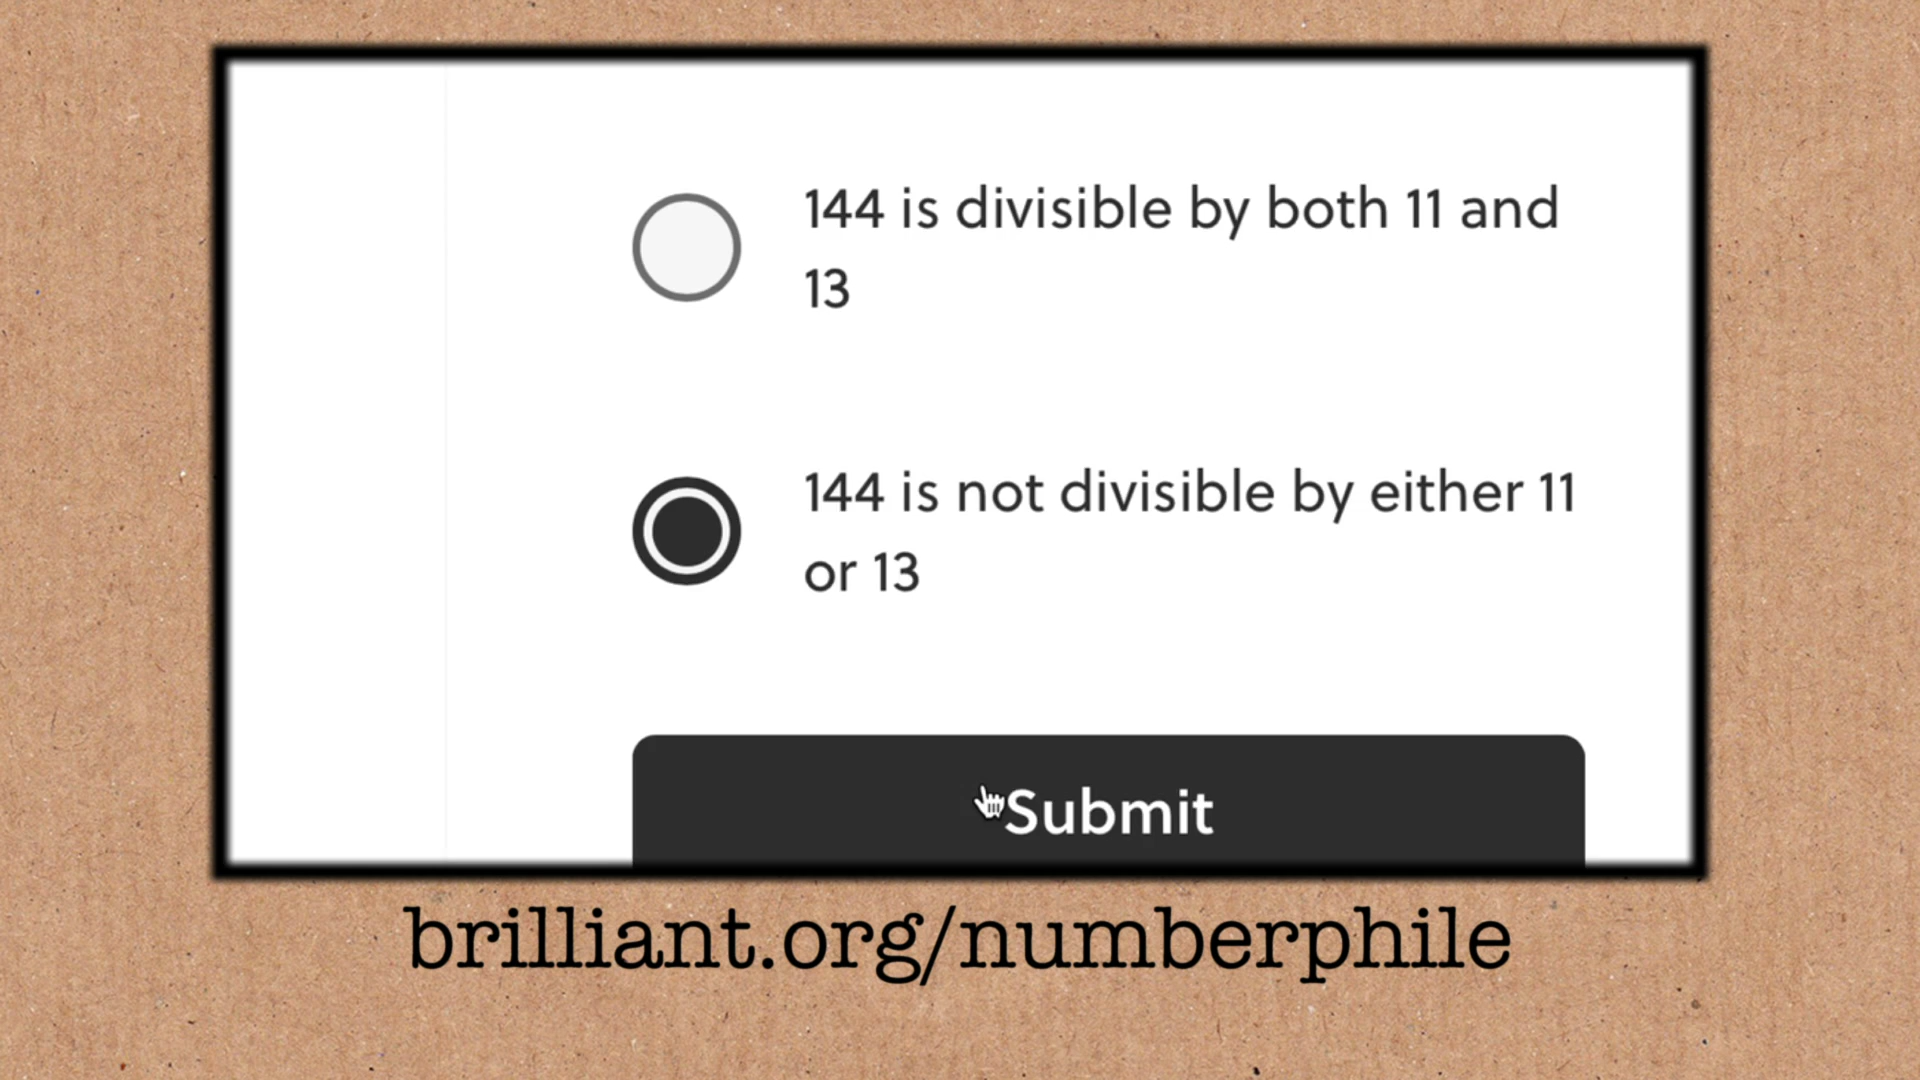 144 is divisible by both 11 and
13
144 is not divisible by either 11
or 13
Submit
brilliant.org/numberphile